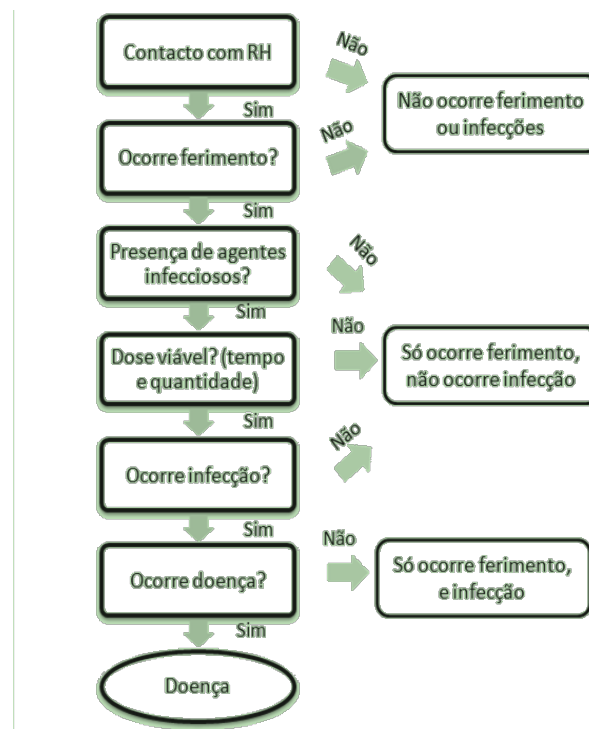 Contacto com RH
Não
Sim
Não ocorre ferimento
ou infecções
Ocorre ferimento?
Não
Sim
Presença de agentes
infecciosos?
Não
Sim
Dose viável? (tempo
e quantidade)
Não
Só ocorre ferimento,
não ocorre infecção
Sim
Ocorre infecção?
Não
Sim
Ocorre doença?
Não
Só ocorre ferimento,
e infecção
Sim
Doença